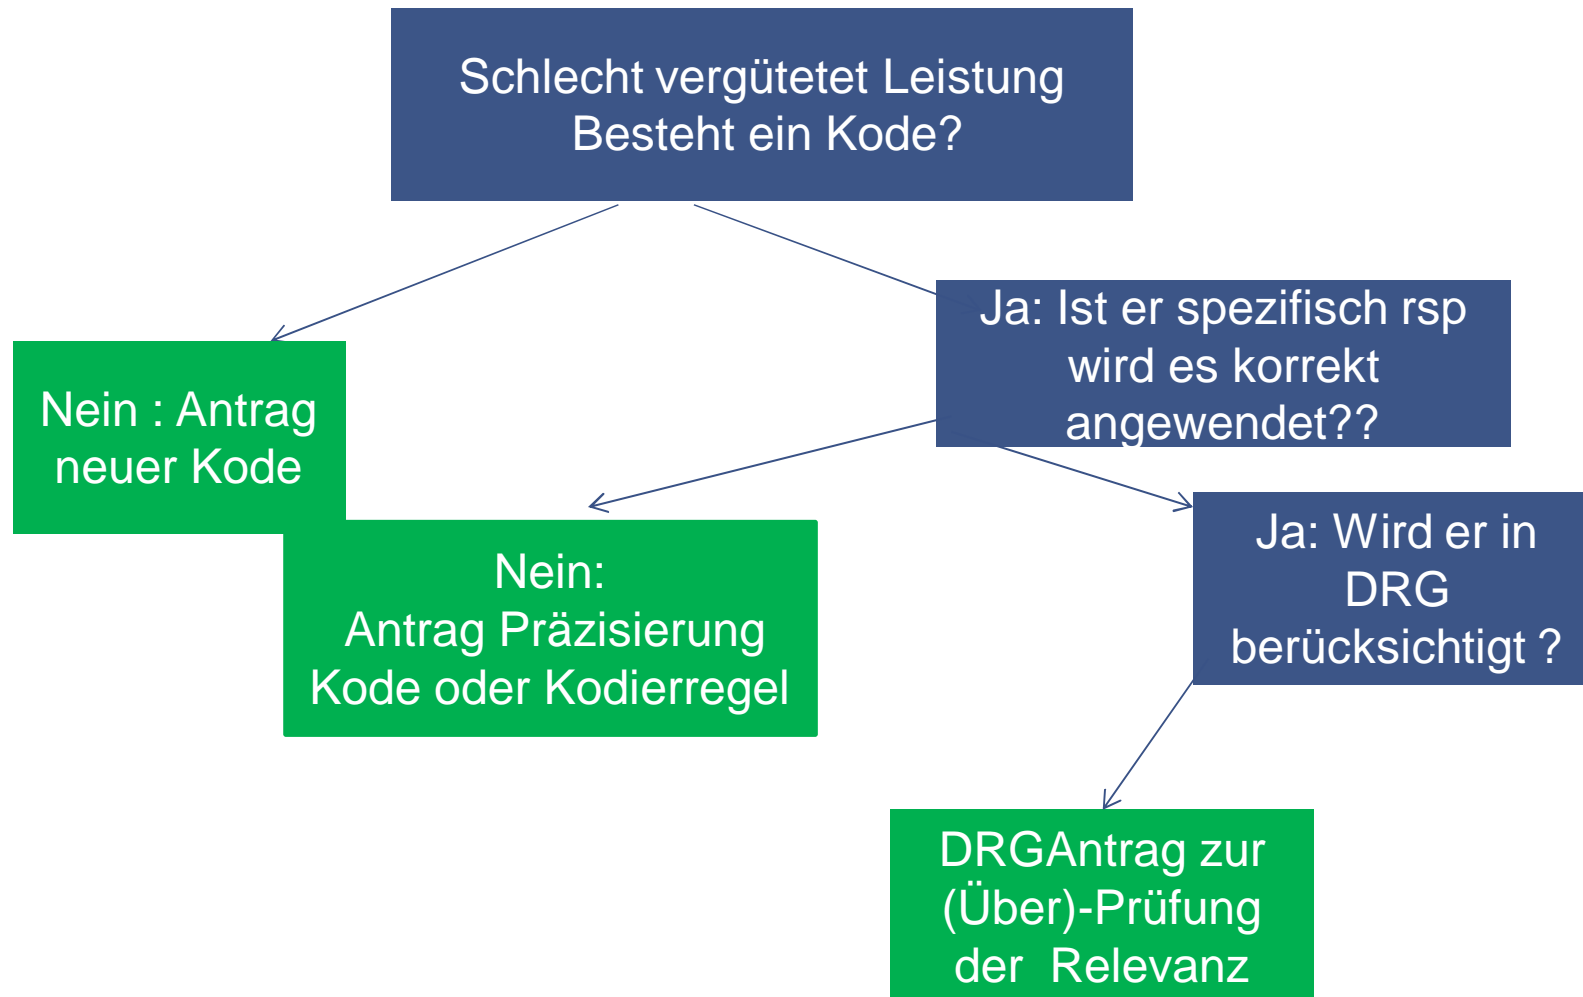 Schlecht vergütetet Leistung
Besteht ein Kode?
Ja: Ist er spezifisch rsp
wird es korrekt
angewendet??
Nein : Antrag
neuer Kode
Nein:
Antrag Präzisierung
Kode oder Kodierregel
Ja: Wird er in
DRG
berücksichtigt ?
DRGAntrag zur
(Über)-Prüfung
der Relevanz